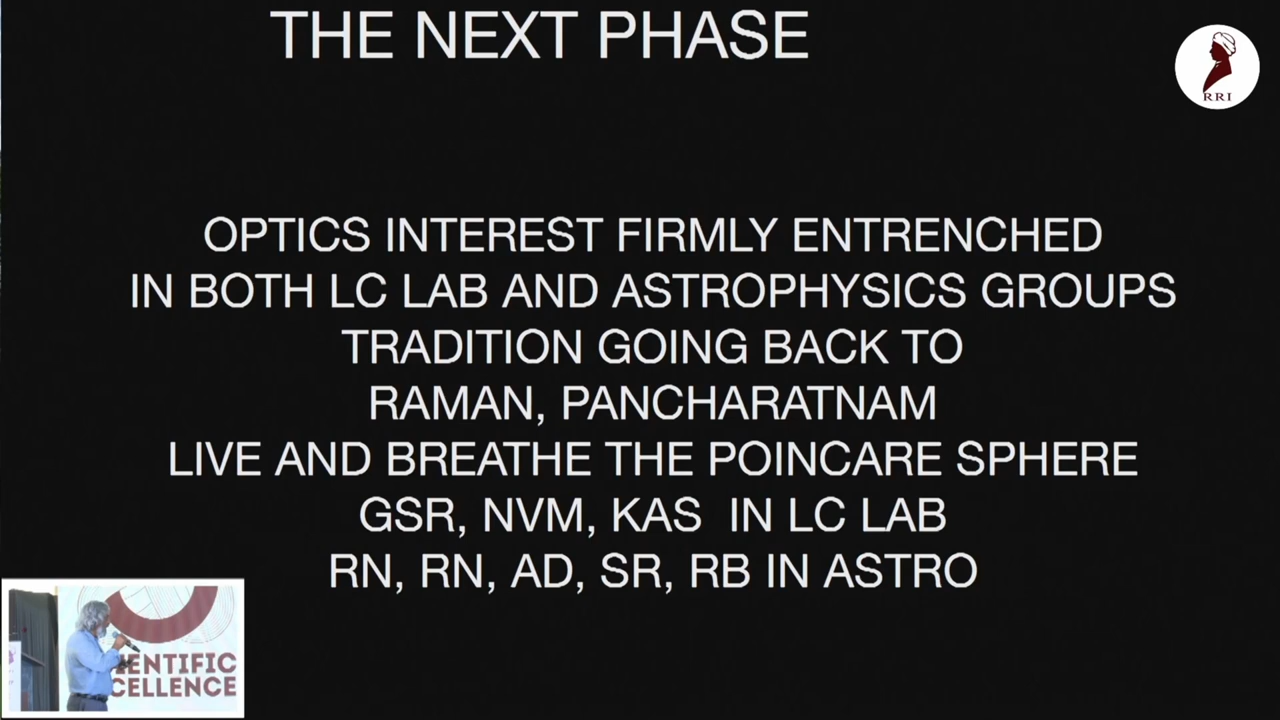 THE NEXT PHASE
RRI
OPTICS INTEREST FIRMLY ENTRENCHED
IN BOTH LC LAB AND ASTROPHYSICS GROUPS
TRADITION GOING BACK TO
RAMAN, PANCHARATNAM
LIVE AND BREATHE THE POINCARE SPHERE
GSR, NVM, KAS IN LC LAB
RN, RN, AD, SR, RB IN ASTRO
IENTIFIC
CELLENCE